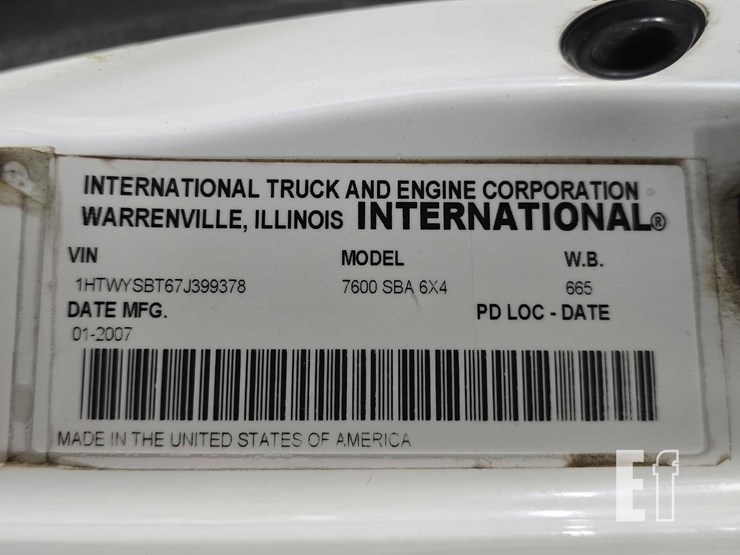 INTERNATIONAL TRUCK AND ENGINE CORPORATION
WARRENVILLE, ILLINOIS INTERNATIONAL®
VIN MODEL W.B.
1HTWYSBT67J399378 7600 SBA 6X4 665
DATE MFG. PD LOC - DATE
01-2007
MADE IN THE UNITED STATES OF AMERICA
Ef